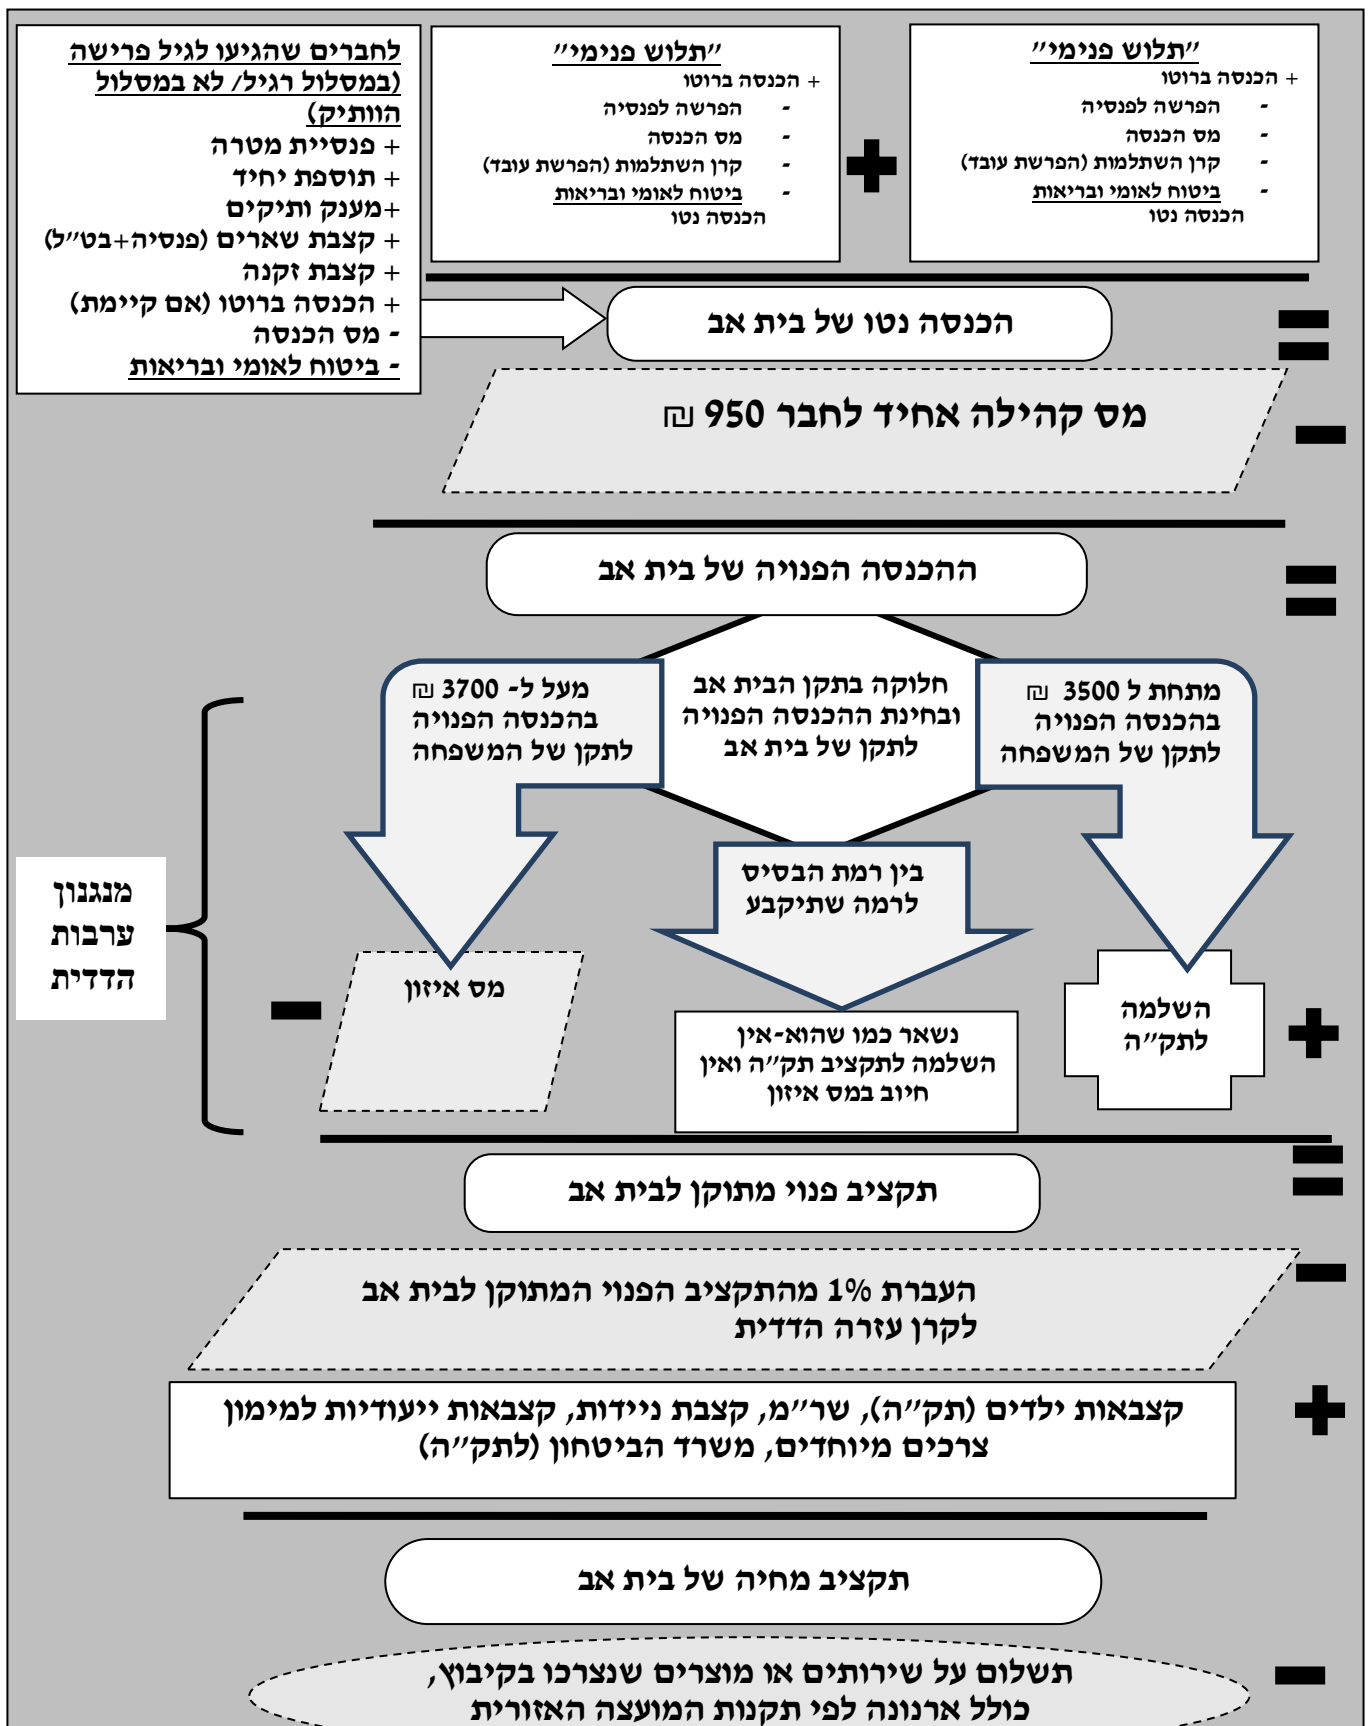 "תלוש פנימי"
+ הכנסה ברוטו
- הפרשה לפנסיה
- מס הכנסה
- קרן השתלמות (הפרשת עובד)
- ביטוח לאומי ובריאות
הכנסה נטו
"תלוש פנימי"
+ הכנסה ברוטו
- הפרשה לפנסיה
- מס הכנסה
- קרן השתלמות (הפרשת עובד)
- ביטוח לאומי ובריאות
הכנסה נטו
לחברים שהגיעו לגיל פרישה
(במסלול רגיל/ לא במסלול
הוותיק)
+ פנסיית מטרה
+ תוספת יחיד
+מענק ותיקים
+ קצבת שארים (פנסיה+בט"ל)
+ קצבת זקנה
+ הכנסה ברוטו (אם קיימת)
- מס הכנסה
- ביטוח לאומי ובריאות
הכנסה נטו של בית אב
מס קהילה אחיד לחבר 950 ₪
ההכנסה הפנויה של בית אב
מתחת ל 3500 ₪
בהכנסה הפנויה
לתקן של המשפחה
חלוקה בתקן הבית אב
ובחינת ההכנסה הפנויה
לתקן של בית אב
מעל ל- 3700 ₪
בהכנסה הפנויה
לתקן של המשפחה
בין רמת הבסיס
לרמה שתיקבע
מנגנון
ערבות
הדדית
השלמה
לתק"ה
נשאר כמו שהוא-אין
השלמה לתקציב תק"ה ואין
חיוב במס איזון
מס איזון
תקציב פנוי מתוקן לבית אב
העברת 1% מהתקציב הפנוי המתוקן לבית אב
לקרן עזרה הדדית
קצבאות ילדים (תק"ה), שר"מ, קצבת ניידות, קצבאות ייעודיות למימון
צרכים מיוחדים, משרד הביטחון (לתק"ה)
תקציב מחיה של בית אב
תשלום על שירותים או מוצרים שנצרכו בקיבוץ,
כולל ארנונה לפי תקנות המועצה האזורית